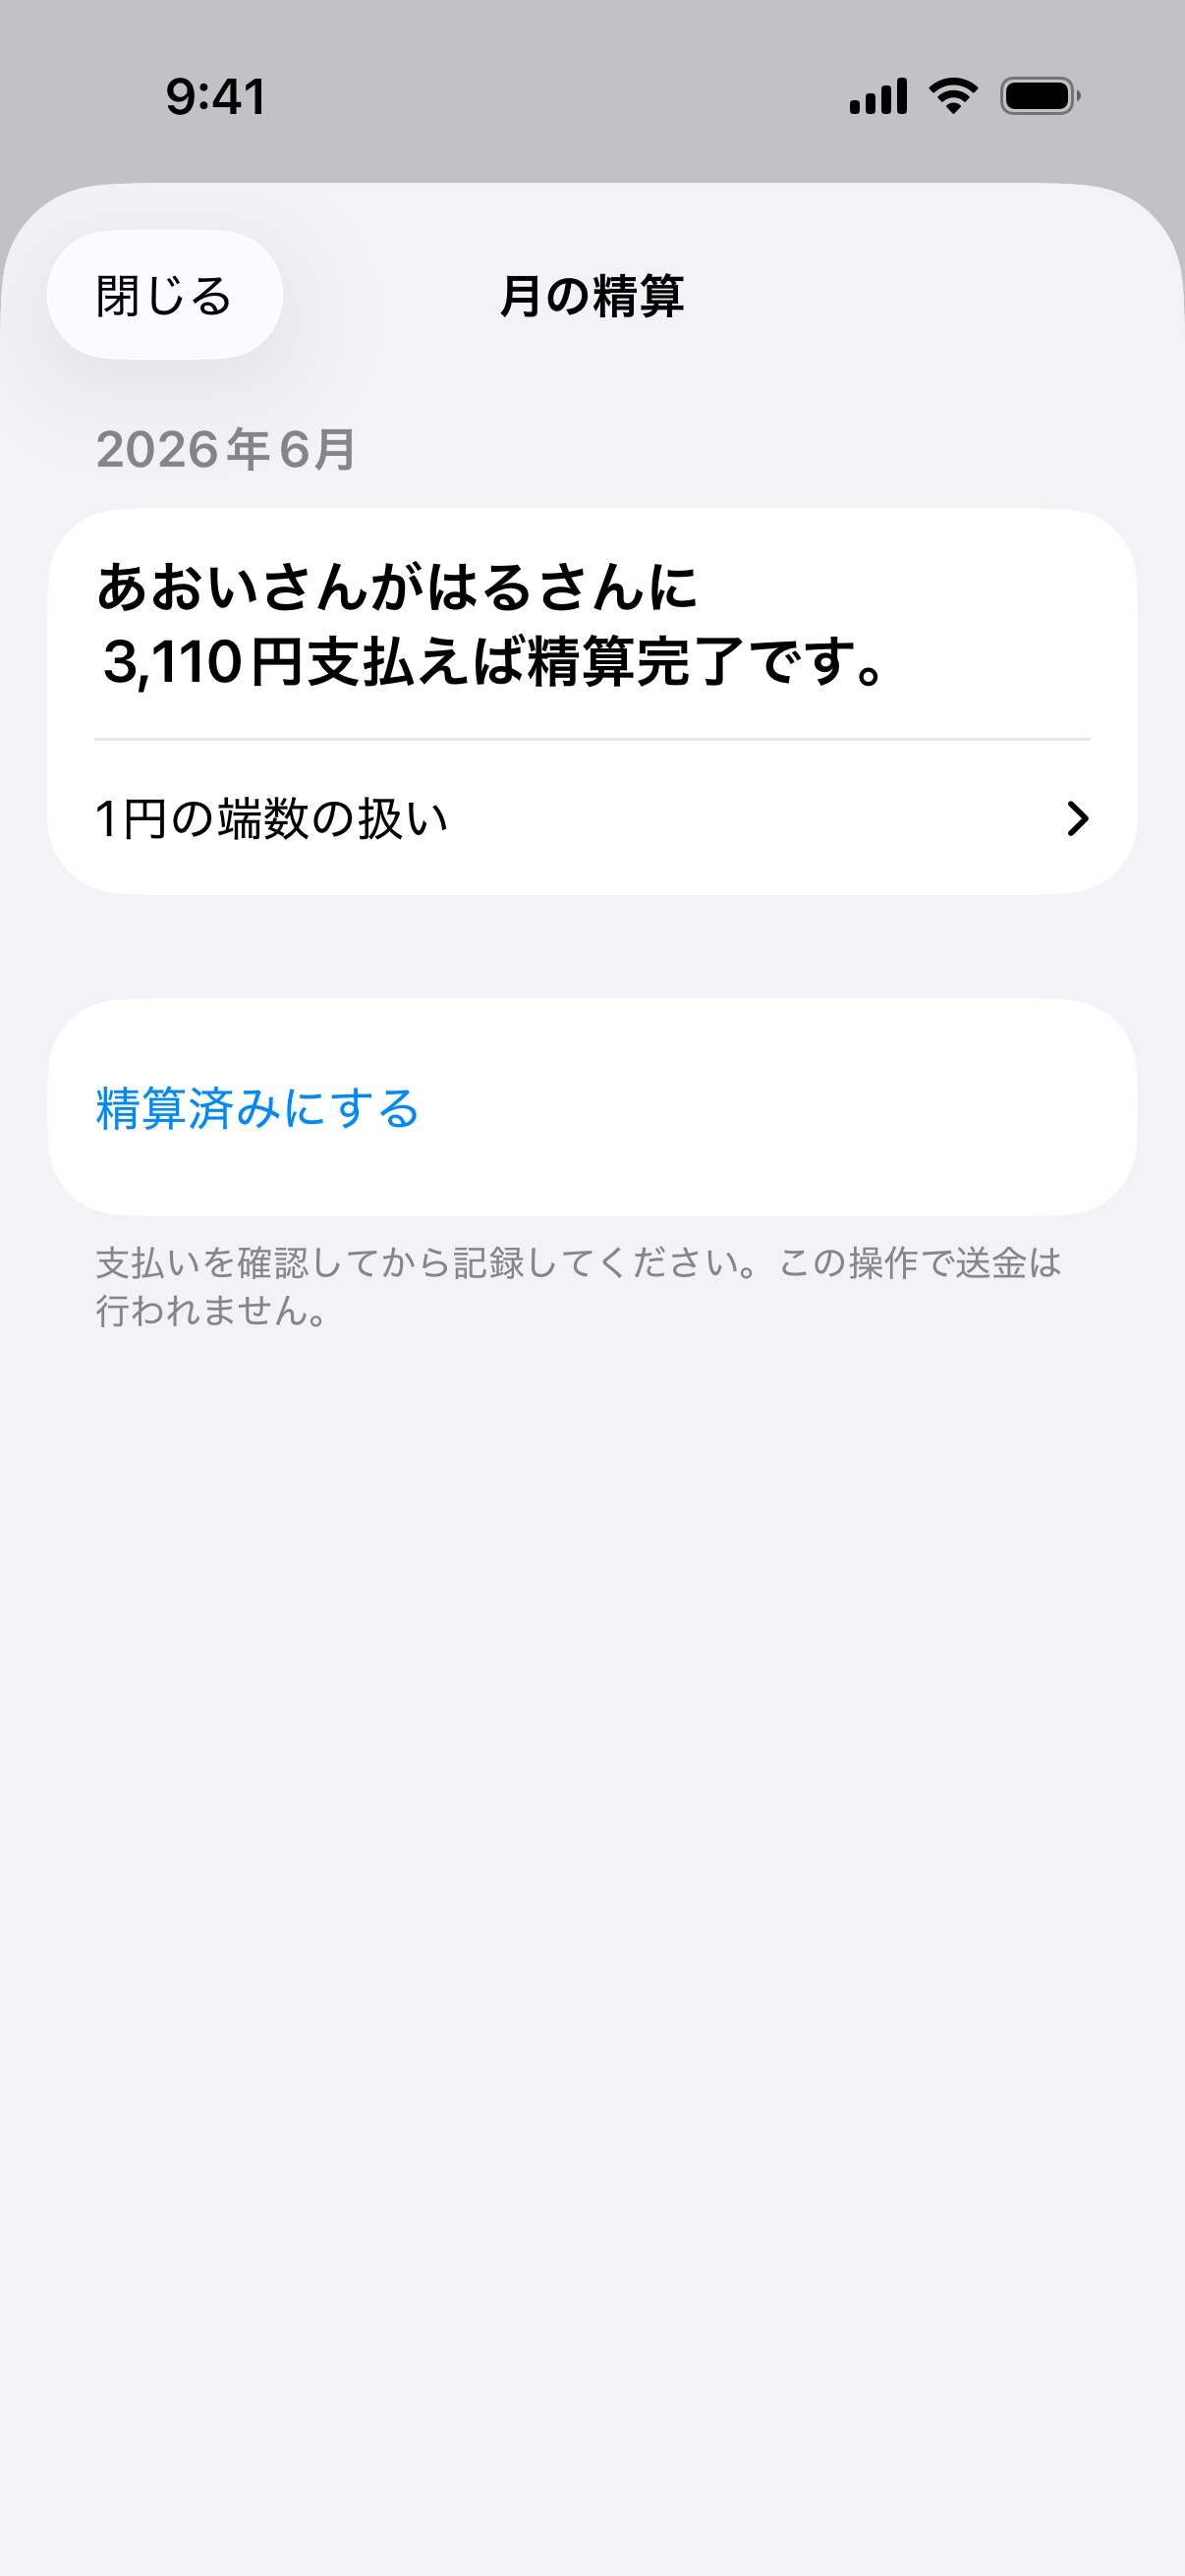 9:41
閉じる
月の精算
2026年6月
あおいさんがはるさんに
3,110円支払えば精算完了です。
1円の端数の扱い
精算済みにする
支払いを確認してから記録してください。この操作で送金は
行われません。